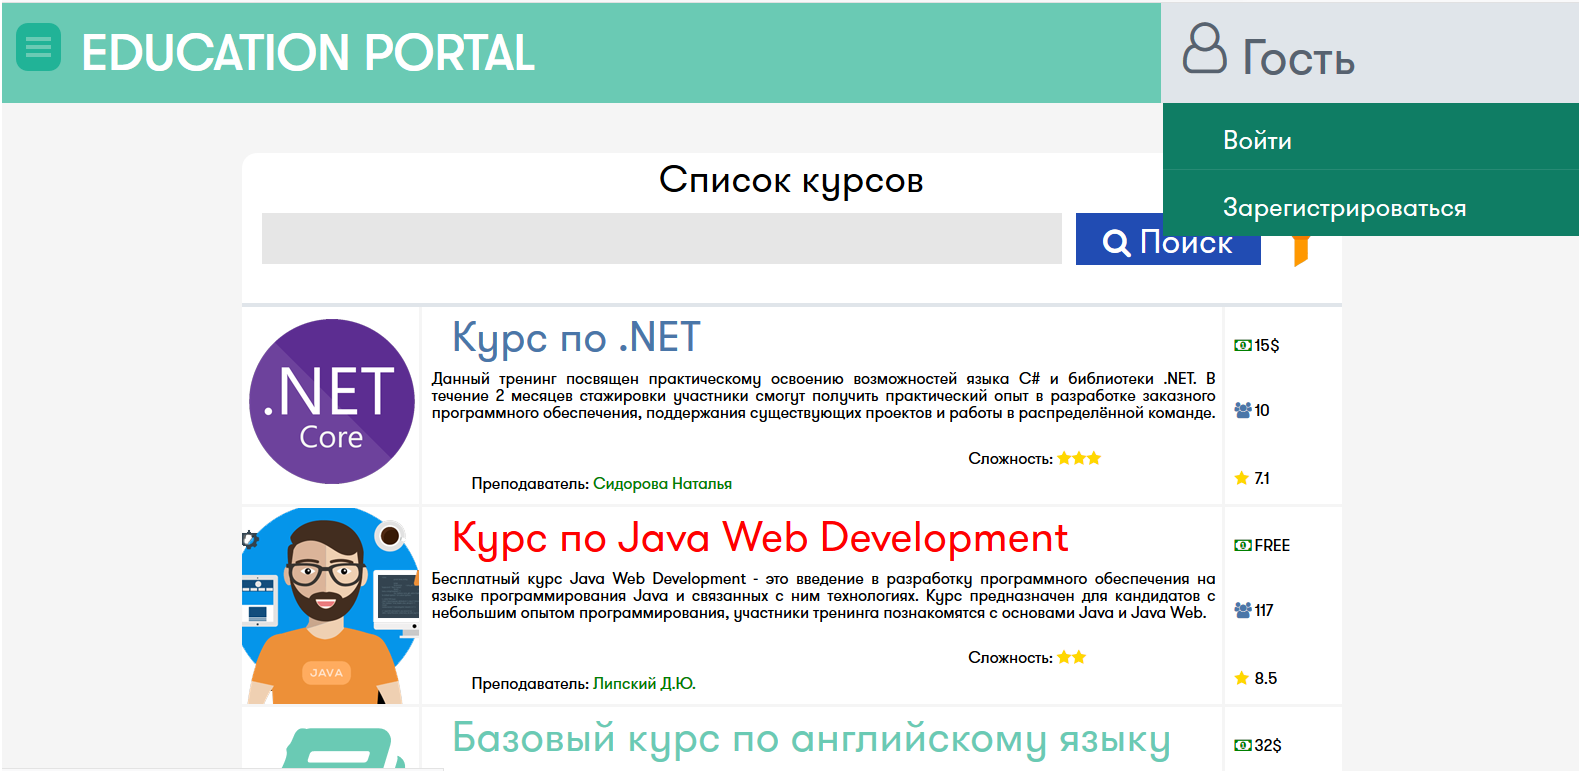 EDUCATION PORTAL
Гость
Войти
Зарегистрироваться
Список курсов
Поиск
.NET
Core
Курс по .NET
Данный тренинг посвящен практическому освоению возможностей языка C# и библиотеки .NET. В
течение 2 месяцев стажировки участники смогут получить практический опыт в разработке заказного
программного обеспечения, поддержания существующих проектов и работы в распределённой команде.
Сложность:
Преподаватель: Сидорова Наталья
15$
10
7.1
JAVA
Курс по Java Web Development
Бесплатный курс Java Web Development - это введение в разработку программного обеспечения на
языке программирования Java и связанных с ним технологиях. Курс предназначен для кандидатов с
небольшим опытом программирования, участники тренинга познакомятся с основами Java и Java Web.
Сложность:
Преподаватель: Липский Д.Ю.
FREE
117
8.5
Базовый курс по английскому языку
32$